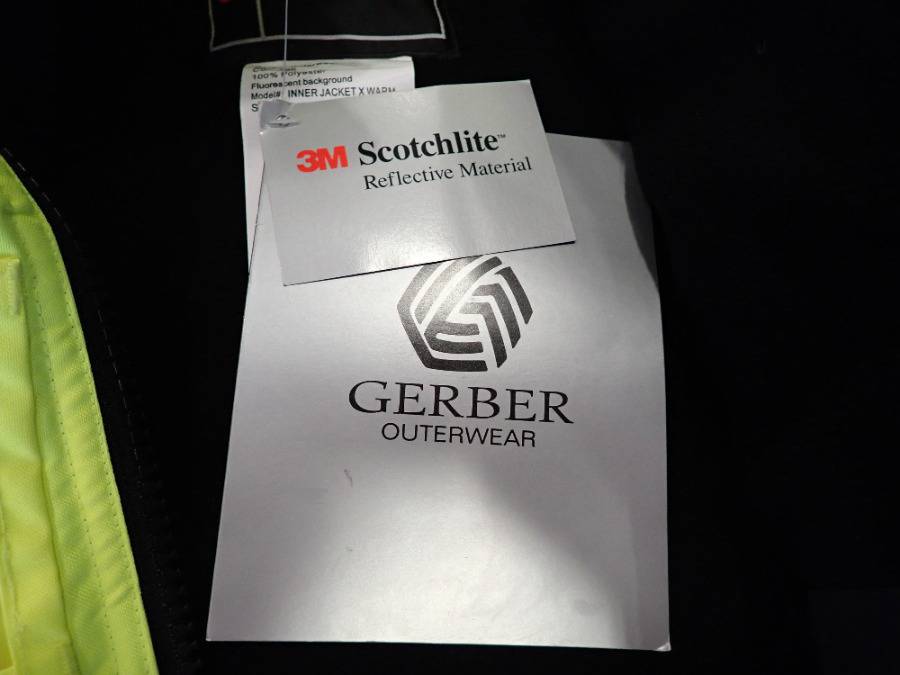 100% Polyester
Fluorescent background
Model# INNER JACKET X WARM
3M Scotchlite™
Reflective Material
GERBER
OUTERWEAR